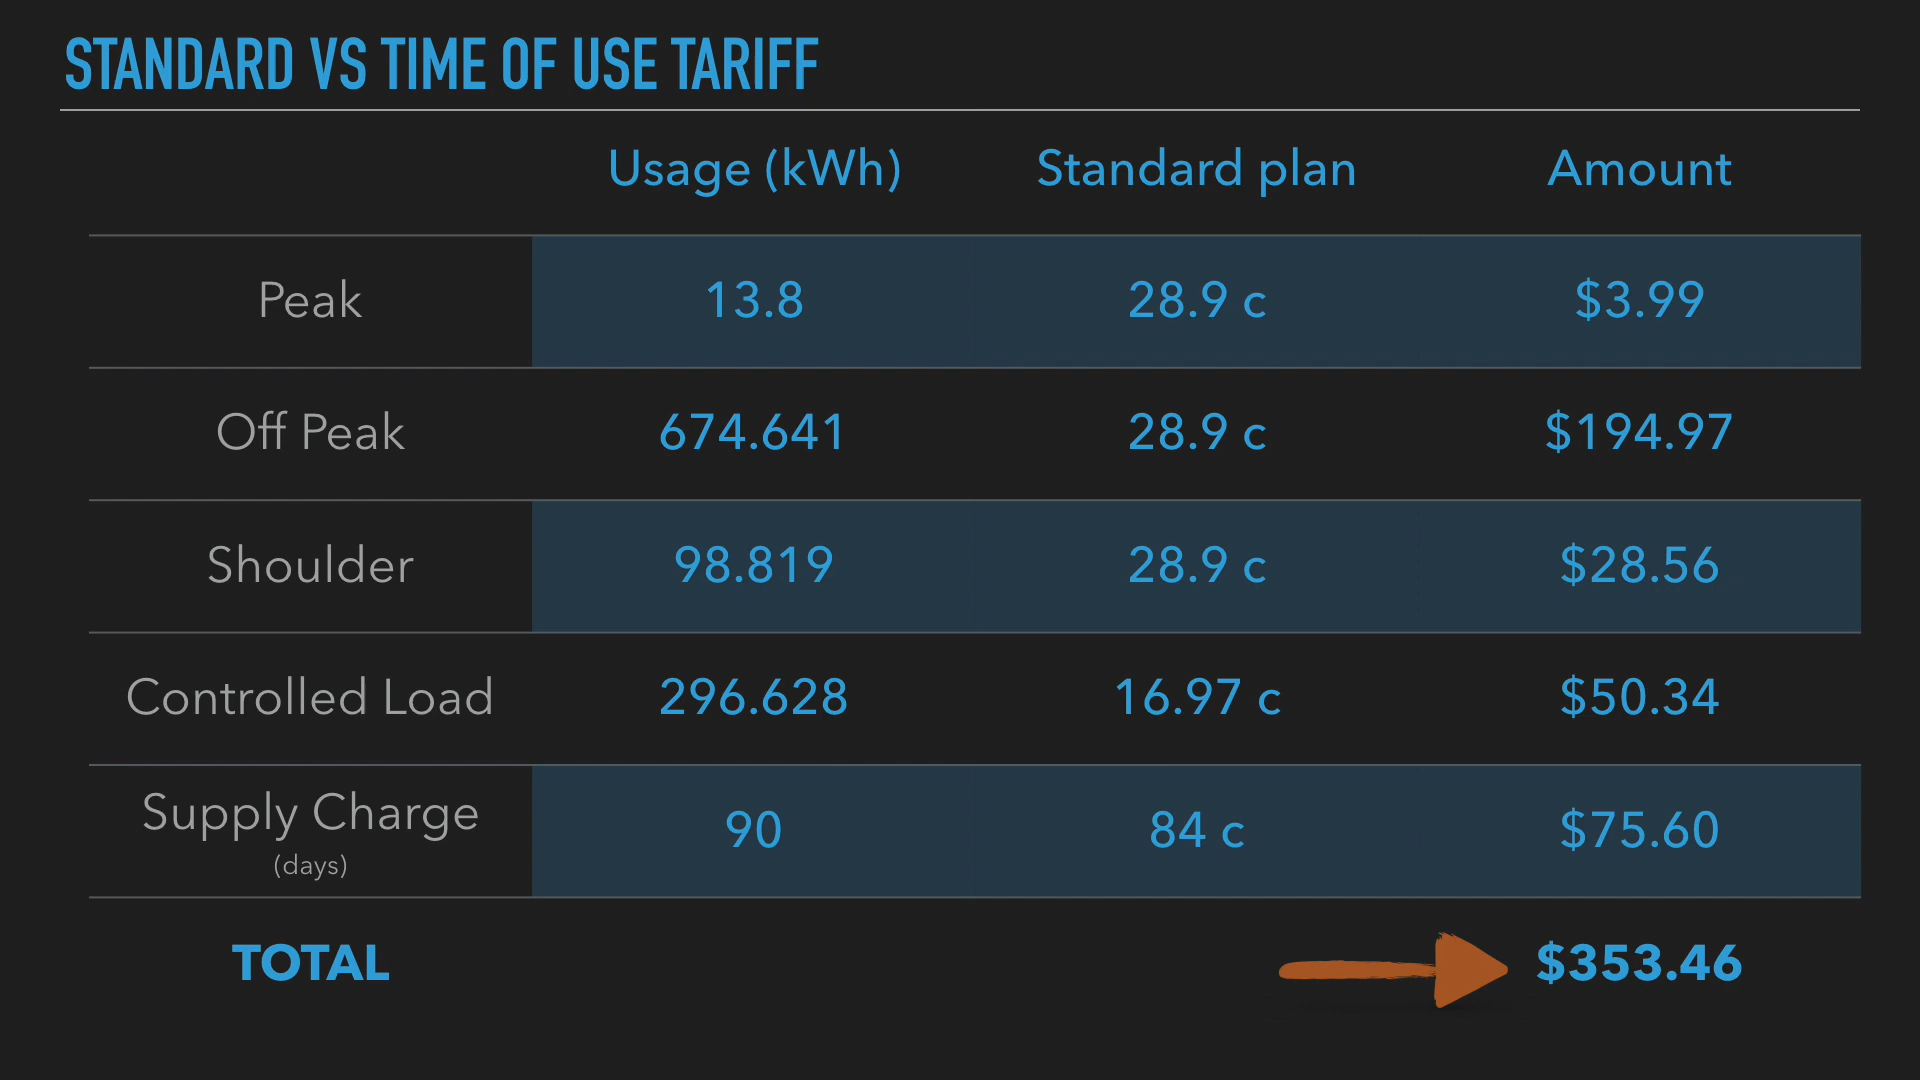 STANDARD VS TIME OF USE TARIFF
Usage (kWh) Standard plan Amount
Peak 13.8 28.9 c $3.99
Off Peak 674.641 28.9 c $194.97
Shoulder 98.819 28.9 c $28.56
Controlled Load 296.628 16.97 c $50.34
Supply Charge 90 84 c $75.60
(days)
TOTAL $353.46